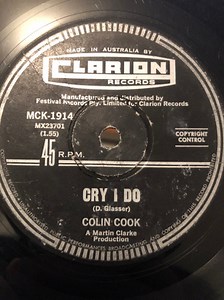 MADE IN AUSTRALIA BY
CLARION
RECORDS
Manufactured and Distributed by
Festival Records Pty. Limited for Clarion Records
MCK-1914
MX23701
(1.55)
COPYRIGHT
CONTROL
45 R.P.M.
CRY I DO
(D. Glasser)
COLIN COOK
A Martin Clarke
Production